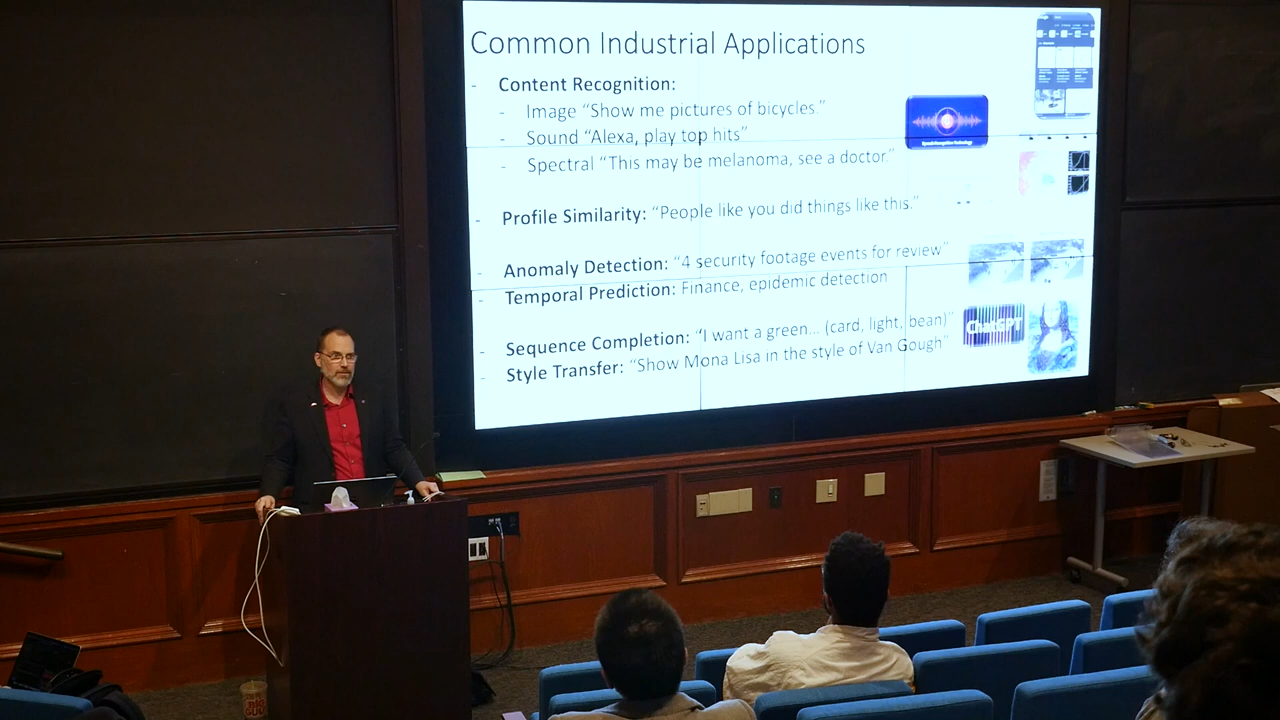 Common Industrial Applications
- Content Recognition:
- Image “Show me pictures of bicycles.”
- Sound “Alexa, play top hits”
- Spectral “This may be melanoma, see a doctor.”
- Profile Similarity: “People like you did things like this.”
- Anomaly Detection: “4 security footage events for review”
- Temporal Prediction: Finance, epidemic detection
- Sequence Completion: “I want a green... (card, light, bean)”
- Style Transfer: “Show Mona Lisa in the style of Van Gough”
ChatGPT